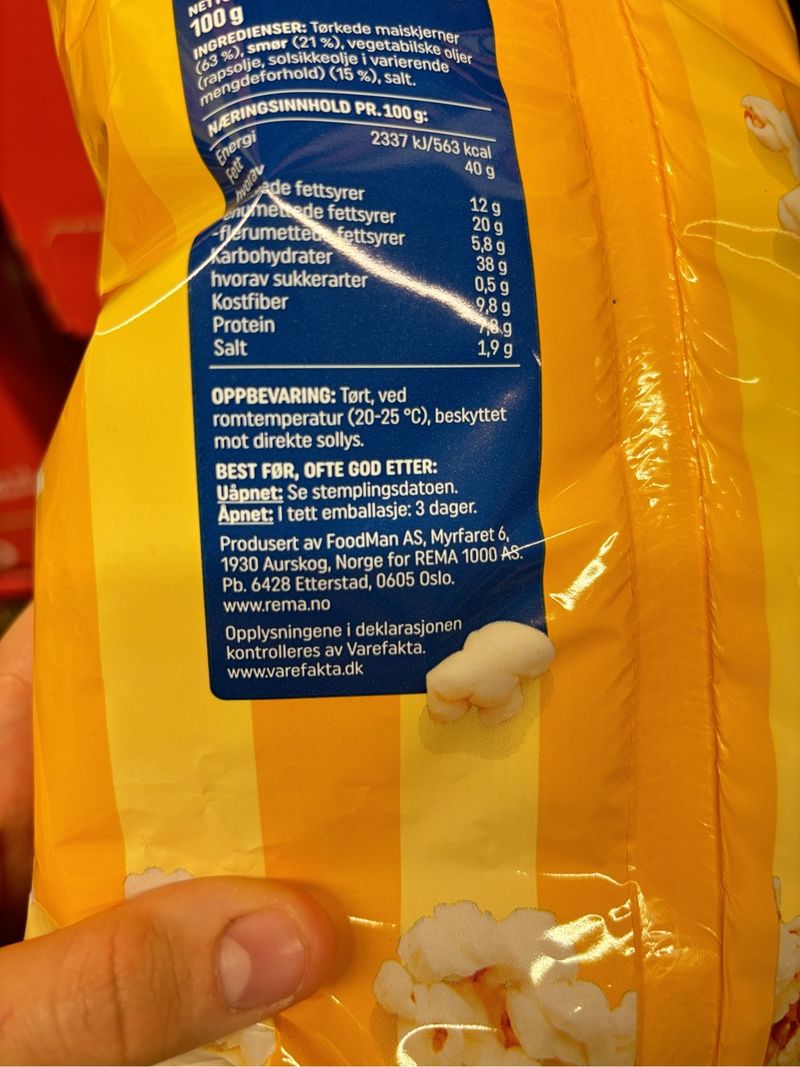 100 g
INGREDIENSER: Tørkede maiskjerner
(63 %), smør (21 %), vegetabilske oljer
(rapsolje, solsikkeolje i varierende
mengdeforhold) (15 %), salt.
NÆRINGSINNHOLD PR. 100 g:
Energi 2337 kJ/563 kcal
Fett 40 g
hvorav
fettsyrer 12 g
fettsyrer 20 g
-flerumettede fettsyrer 5,8 g
Karbohydrater 38 g
hvorav sukkerarter 0,5 g
Kostfiber 9,8 g
Protein 7,8 g
Salt 1,9 g
OPPBEVARING: Tørt, ved
romtemperatur (20-25 °C), beskyttet
mot direkte sollys.
BEST FØR, OFTE GOD ETTER:
Uåpnet: Se stemplingsdatoen.
Åpnet: I tett emballasje: 3 dager.
Produsert av FoodMan AS, Myrfaret 6,
1930 Aurskog, Norge for REMA 1000 AS.
Pb. 6428 Etterstad, 0605 Oslo.
www.rema.no
Opplysningene i deklarasjonen
kontrolleres av Varefakta.
www.varefakta.dk